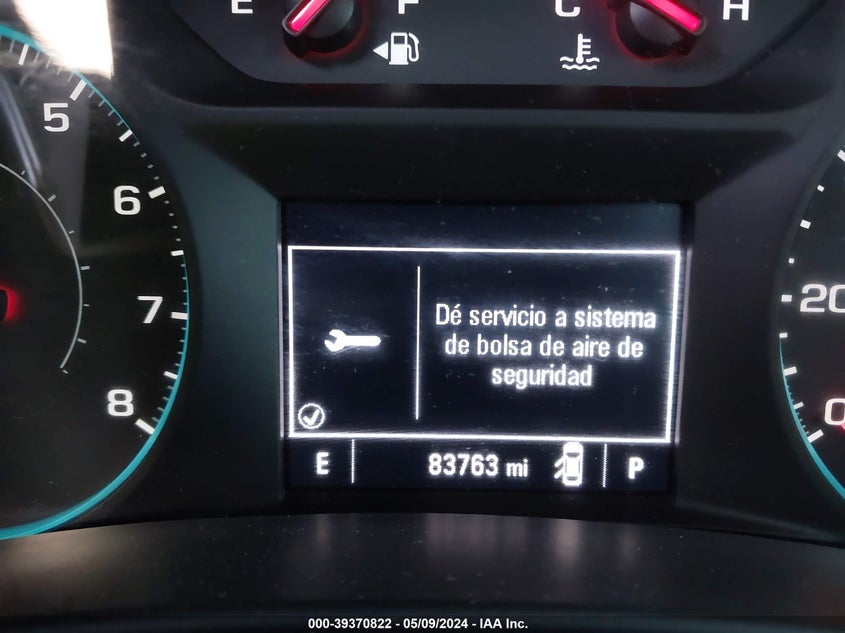 E F C H
5
6
7
8
20
0
Dé servicio a sistema
de bolsa de aire de
seguridad
E 83763 mi P
000-39370822 - 05/09/2024 - IAA Inc.